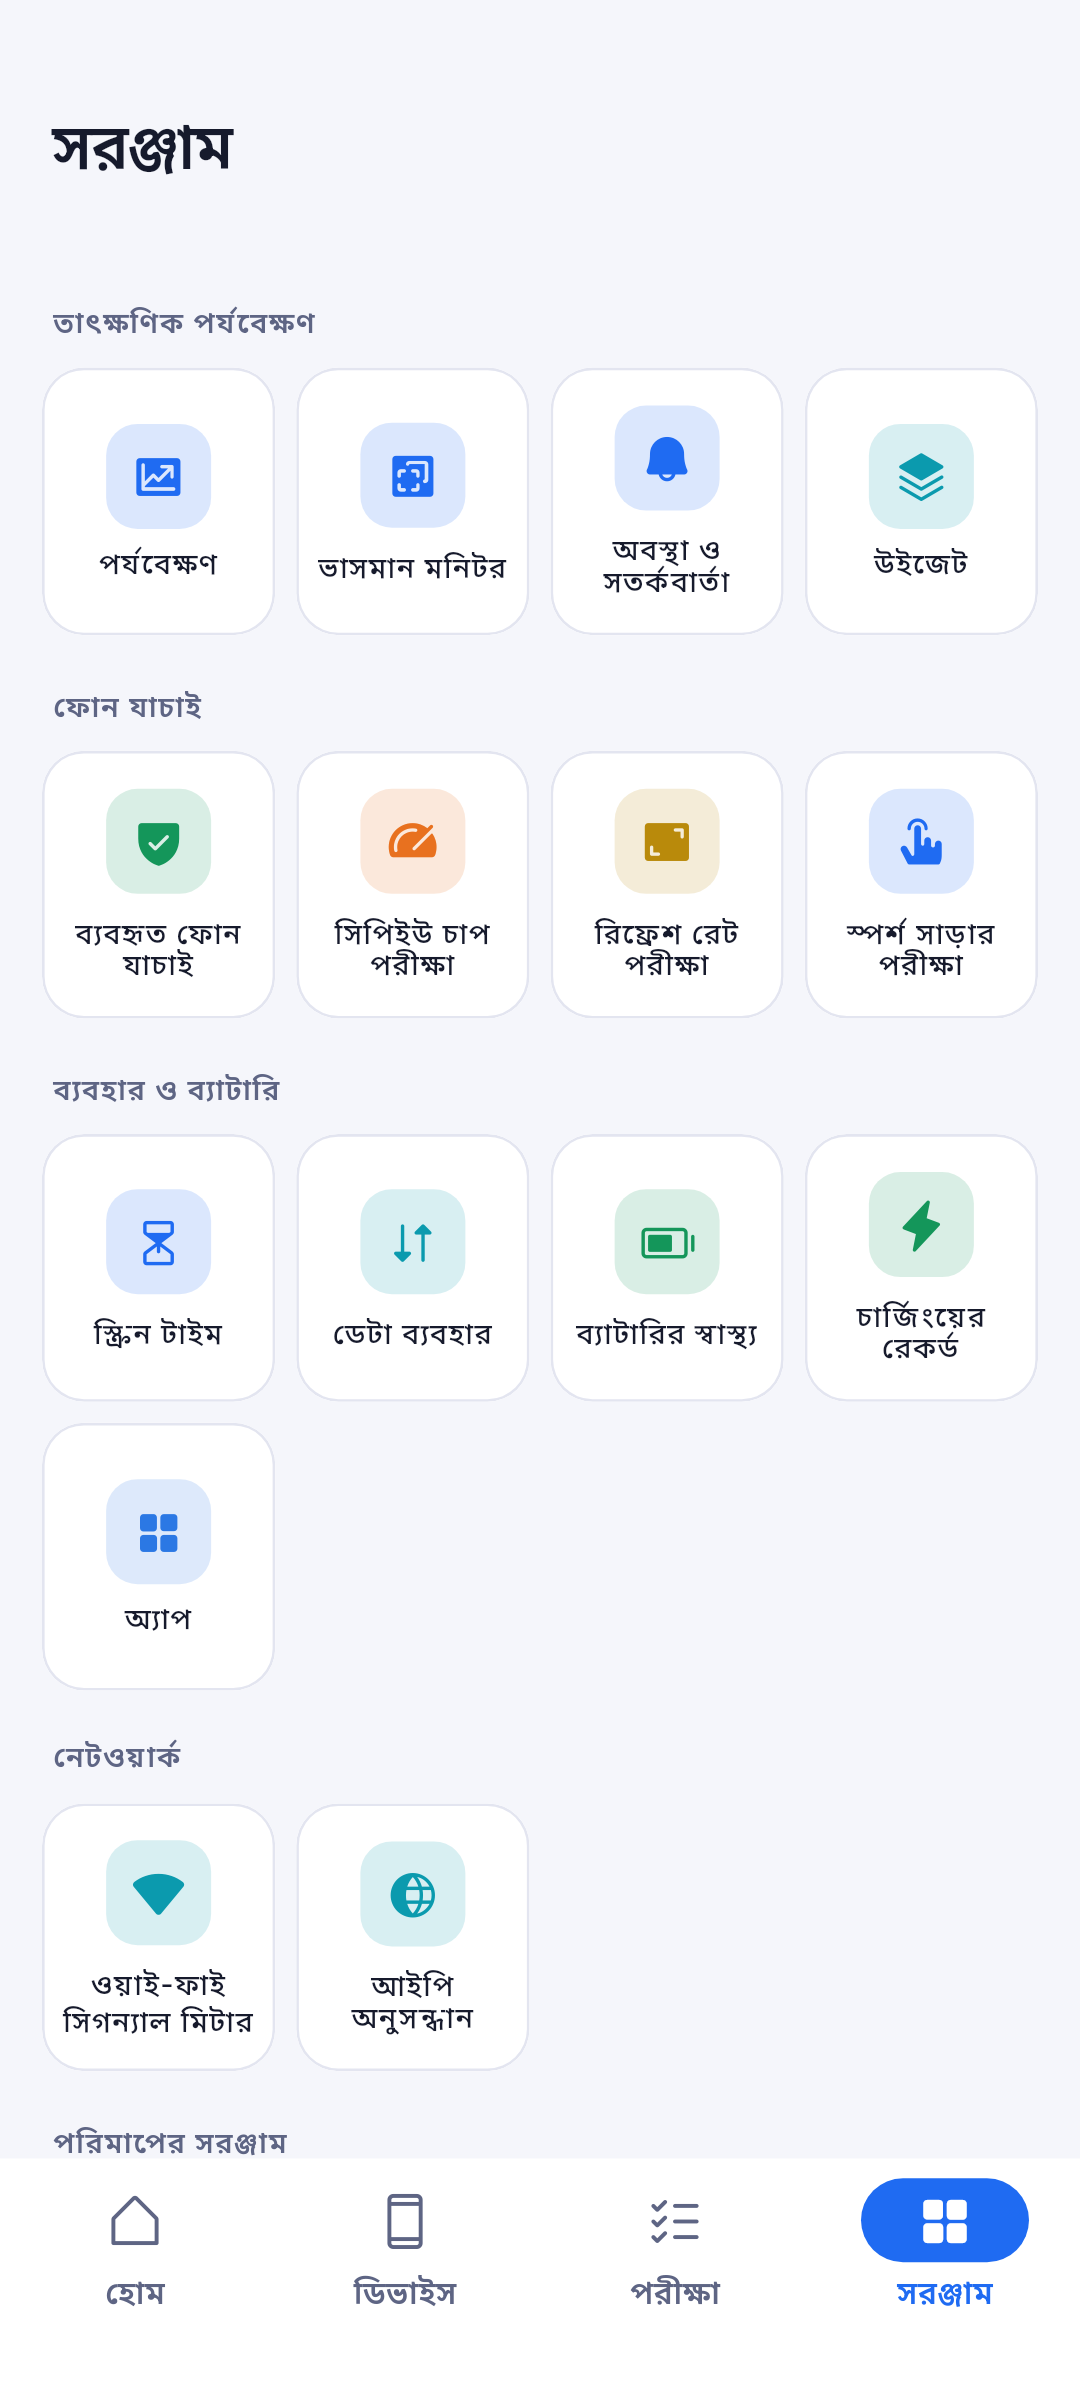 সরঞ্জাম
তাৎক্ষণিক পর্যবেক্ষণ
পর্যবেক্ষণ
ভাসমান মনিটর
অবস্থা ও
সতর্কবার্তা
উইজেট
ফোন যাচাই
ব্যবহৃত ফোন
যাচাই
সিপিইউ চাপ
পরীক্ষা
রিফ্রেশ রেট
পরীক্ষা
স্পর্শ সাড়ার
পরীক্ষা
ব্যবহার ও ব্যাটারি
স্ক্রিন টাইম
ডেটা ব্যবহার
ব্যাটারির স্বাস্থ্য
চার্জিংয়ের
রেকর্ড
অ্যাপ
নেটওয়ার্ক
ওয়াই-ফাই
সিগন্যাল মিটার
আইপি
অনুসন্ধান
পরিমাপের সরঞ্জাম
হোম
ডিভাইস
পরীক্ষা
সরঞ্জাম